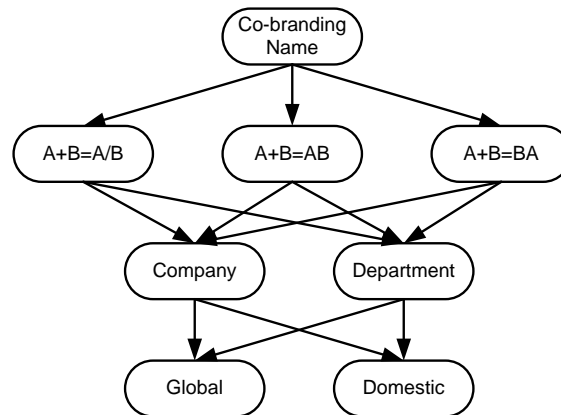 Co-branding
Name
A+B=A/B
A+B=AB
A+B=BA
Company
Department
Global
Domestic